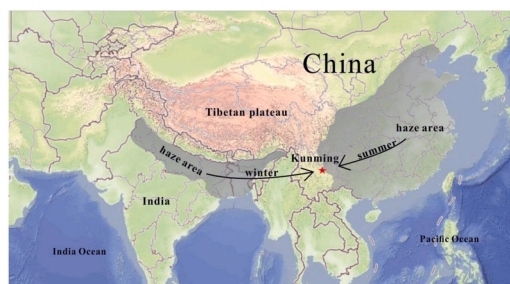 China
Tibetan plateau
haze area
Kunming
summer
haze area
winter
India
India Ocean
Pacific Ocean